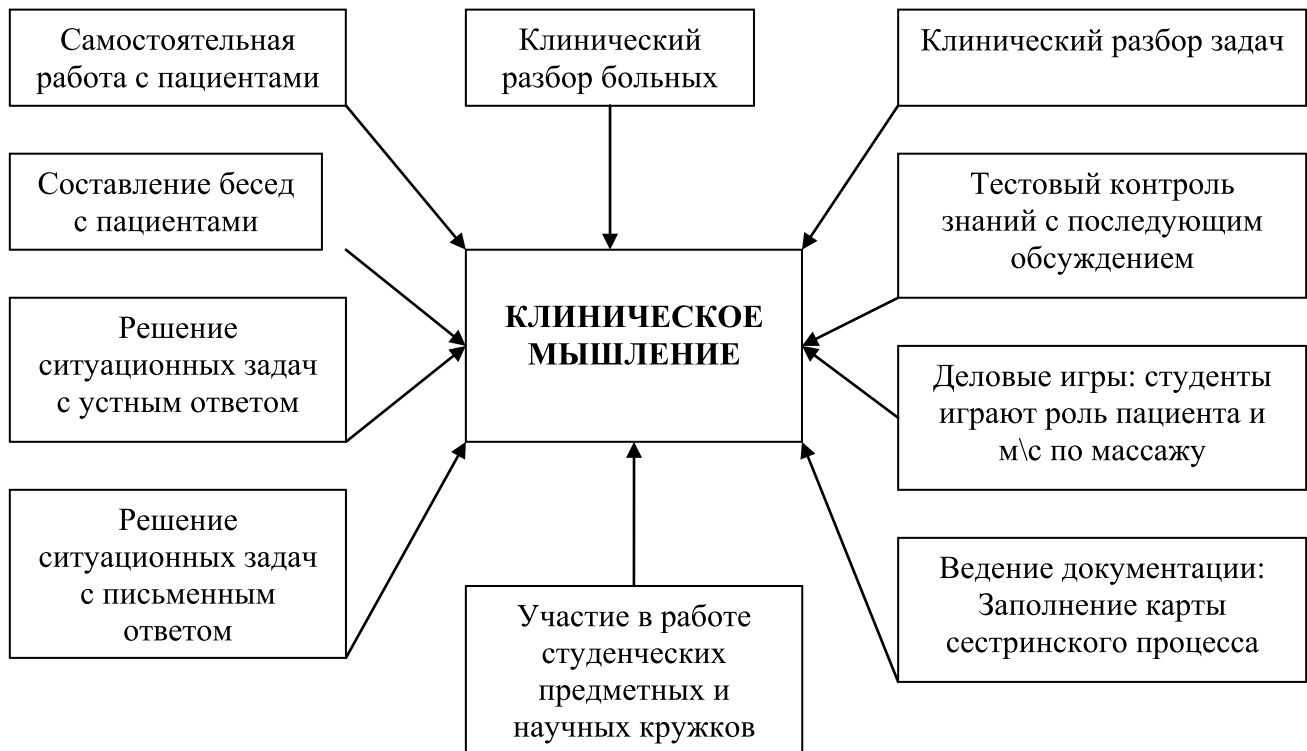 Самостоятельная
работа с пациентами
Клинический
разбор больных
Клинический разбор задач
Составление бесед
с пациентами
Тестовый контроль
знаний с последующим
обсуждением
КЛИНИЧЕСКОЕ
МЫШЛЕНИЕ
Решение
ситуационных задач
с устным ответом
Деловые игры: студенты
играют роль пациента и
м\с по массажу
Решение
ситуационных задач
с письменным
ответом
Участие в работе
студенческих
предметных и
научных кружков
Ведение документации:
Заполнение карты
сестринского процесса